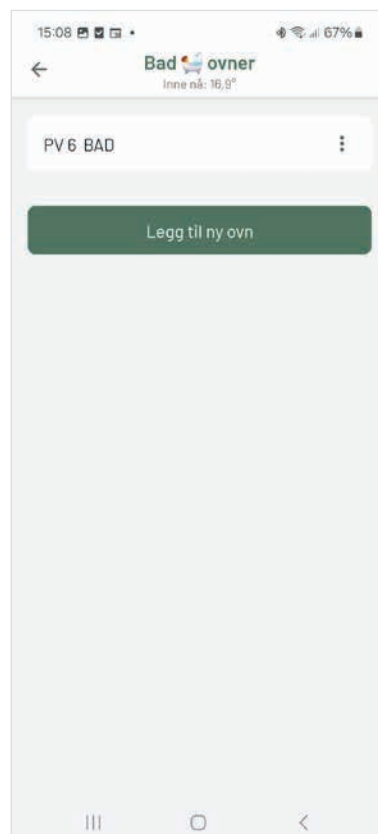 15:08 67%
Bad 🛀 ovner
Inne nå: 16,9°
PV 6 BAD
Legg til ny ovn